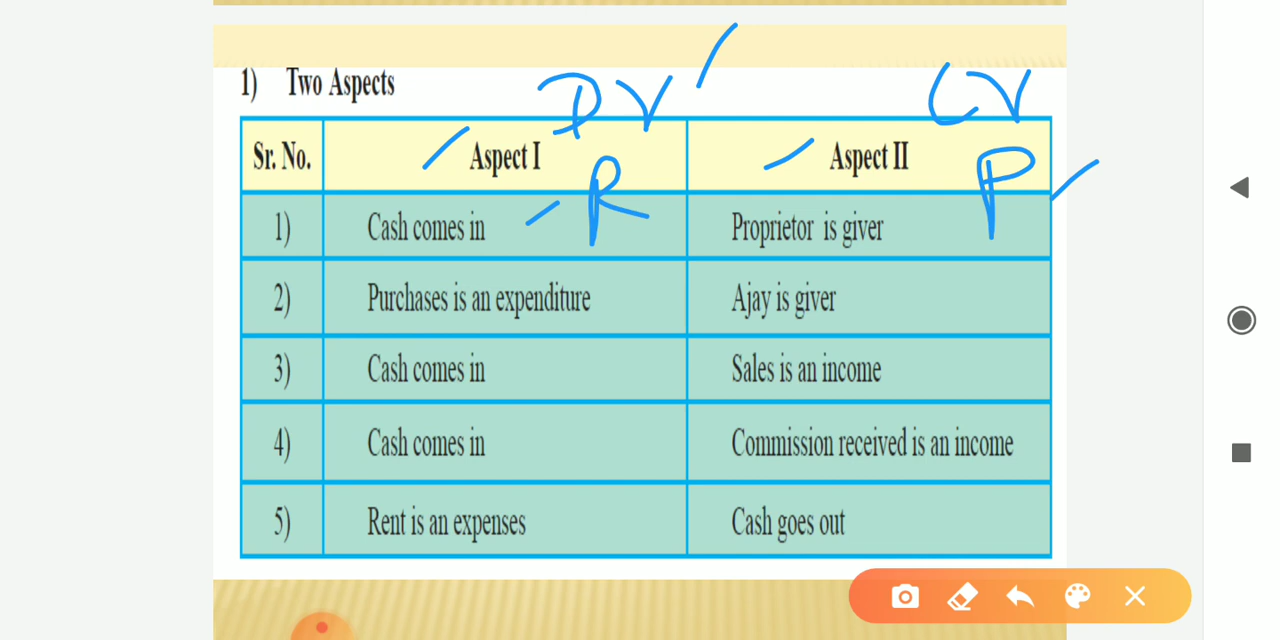 1) Two Aspects
Dr Cr
Sr. No. Aspect I Aspect II
R P
1) Cash comes in Proprietor is giver
2) Purchases is an expenditure Ajay is giver
3) Cash comes in Sales is an income
4) Cash comes in Commission received is an income
5) Rent is an expenses Cash goes out